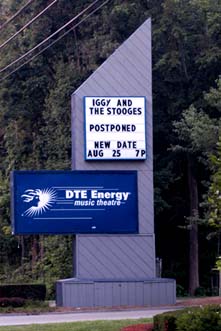 IGGY AND
THE STOOGES
POSTPONED
NEW DATE
AUG 25 7P
DTE Energy
music theatre